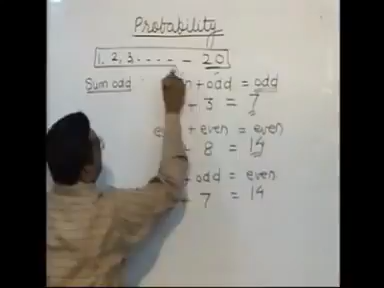 Probability
1, 2, 3 ----- 20
Sum odd + odd = odd
- 3 = 7
+ even = even
8 = 14
odd = even
7 = 14